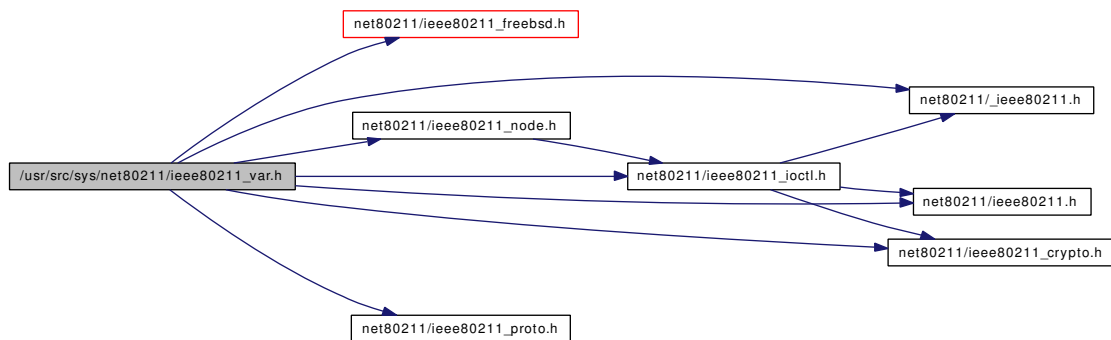 net80211/ieee80211_freebsd.h
net80211/_ieee80211.h
net80211/ieee80211_node.h
/usr/src/sys/net80211/ieee80211_var.h
net80211/ieee80211_ioctl.h
net80211/ieee80211.h
net80211/ieee80211_crypto.h
net80211/ieee80211_proto.h